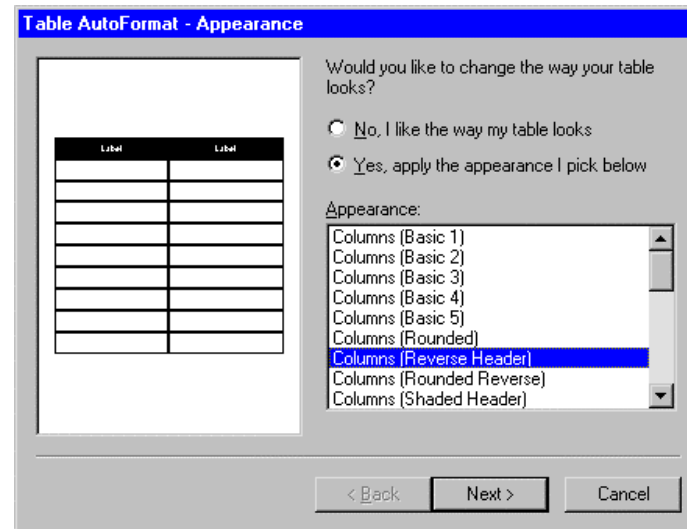 Table AutoFormat - Appearance
Would you like to change the way your table
looks?
No, I like the way my table looks
Yes, apply the appearance I pick below
Label Label
Appearance:
Columns (Basic 1)
Columns (Basic 2)
Columns (Basic 3)
Columns (Basic 4)
Columns (Basic 5)
Columns (Rounded)
Columns (Reverse Header)
Columns (Rounded Reverse)
Columns (Shaded Header)
< Back Next > Cancel